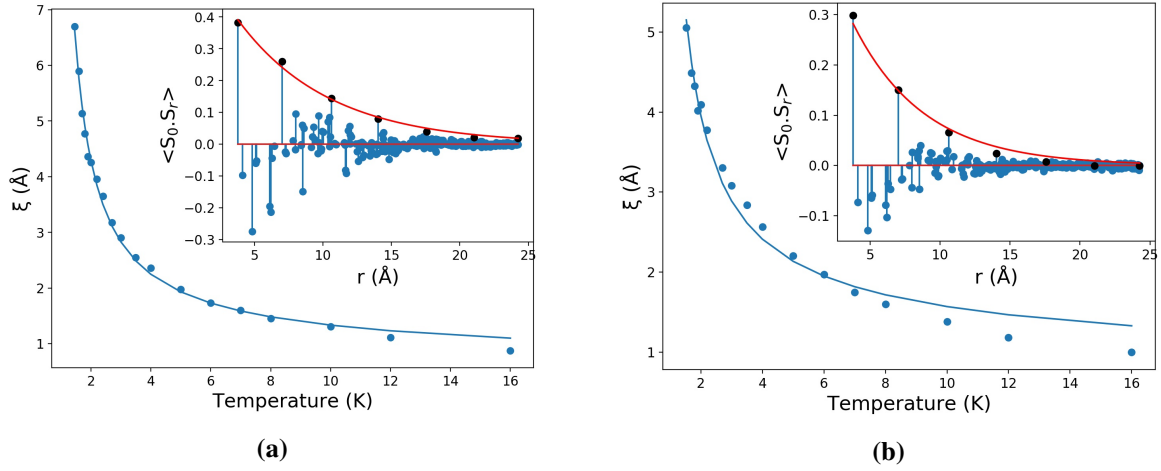 7
6
5
4
3
2
1
ξ (Å)
2 4 6 8 10 12 14 16
Temperature (K)
0.4
0.3
0.2
0.1
0.0
−0.1
−0.2
−0.3
<S₀.Sᵣ>
5 10 15 20 25
r (Å)
(a)
5
4
3
2
1
ξ (Å)
2 4 6 8 10 12 14 16
Temperature (K)
0.3
0.2
0.1
0.0
−0.1
<S₀.Sᵣ>
5 10 15 20 25
r (Å)
(b)